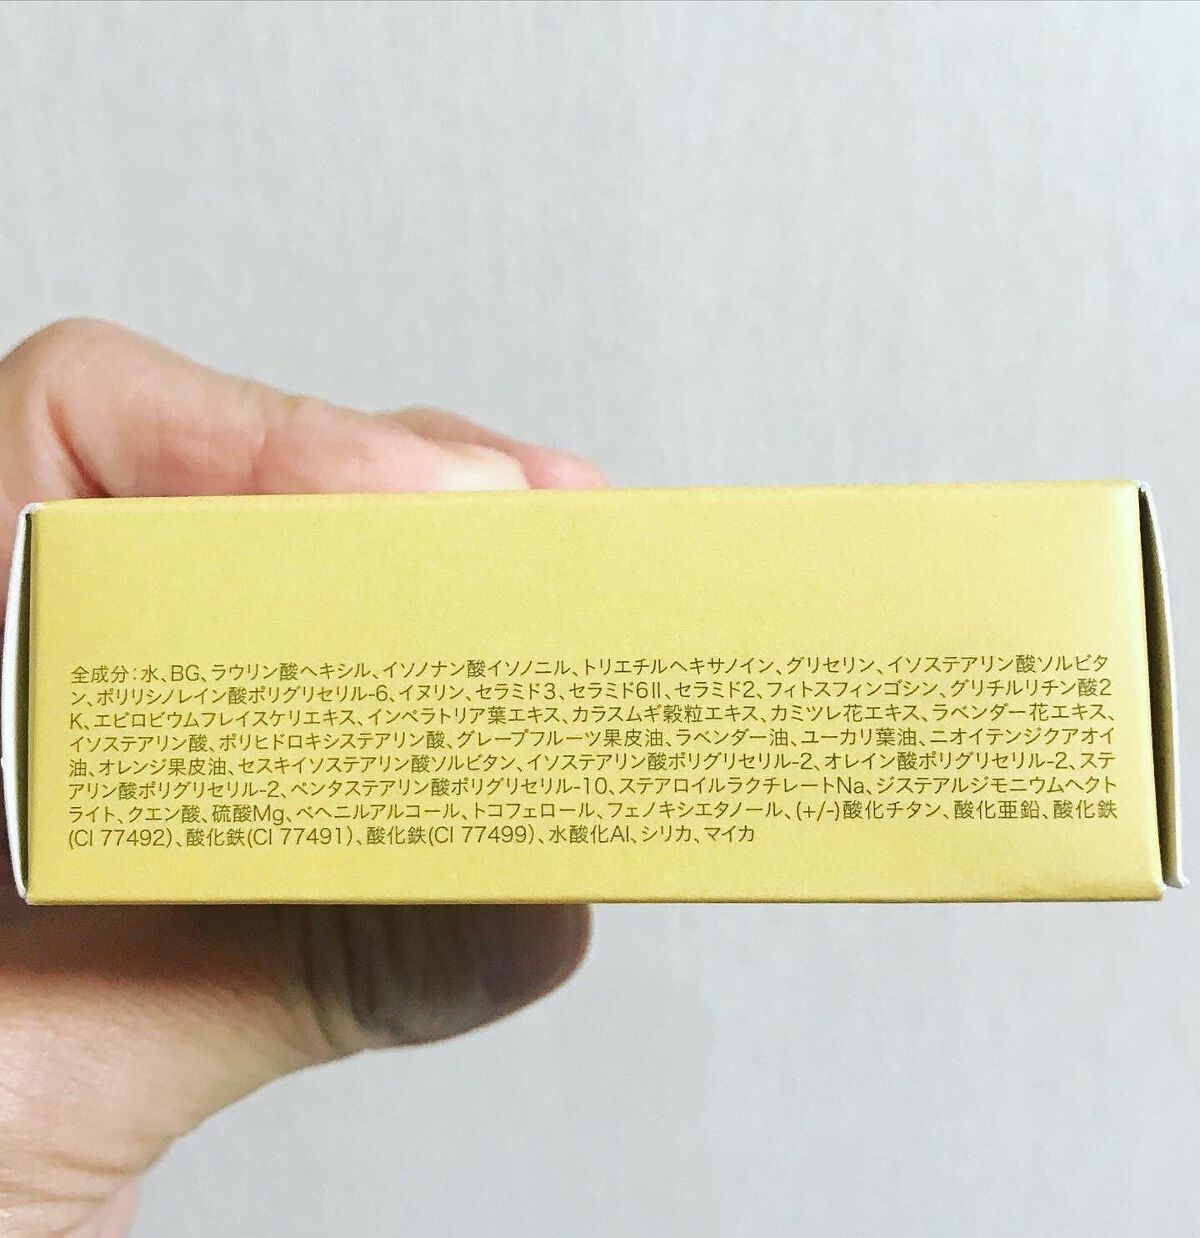 全成分:水、BG、ラウリン酸ヘキシル、イソノナン酸イソノニル、トリエチルヘキサノイン、グリセリン、イソステアリン酸ソルビタ
ン、ポリリシノレイン酸ポリグリセリル-6、イヌリン、セラミド3、セラミド6Ⅱ、セラミド2、フィトスフィンゴシン、グリチルリチン酸2
K、エピロビウムフレイスケリエキス、インペラトリア葉エキス、カラスムギ穀粒エキス、カミツレ花エキス、ラベンダー花エキス、
イソステアリン酸、ポリヒドロキシステアリン酸、グレープフルーツ果皮油、ラベンダー油、ユーカリ葉油、ニオイテンジクアオイ
油、オレンジ果皮油、セスキイソステアリン酸ソルビタン、イソステアリン酸ポリグリセリル-2、オレイン酸ポリグリセリル-2、ステ
アリン酸ポリグリセリル-2、ペンタステアリン酸ポリグリセリル-10、ステアロイルラクチレートNa、ジステアルジモニウムヘクト
ライト、クエン酸、硫酸Mg、ベヘニルアルコール、トコフェロール、フェノキシエタノール、(+/-)酸化チタン、酸化亜鉛、酸化鉄
(CI 77492)、酸化鉄(CI 77491)、酸化鉄(CI 77499)、水酸化Al、シリカ、マイカ